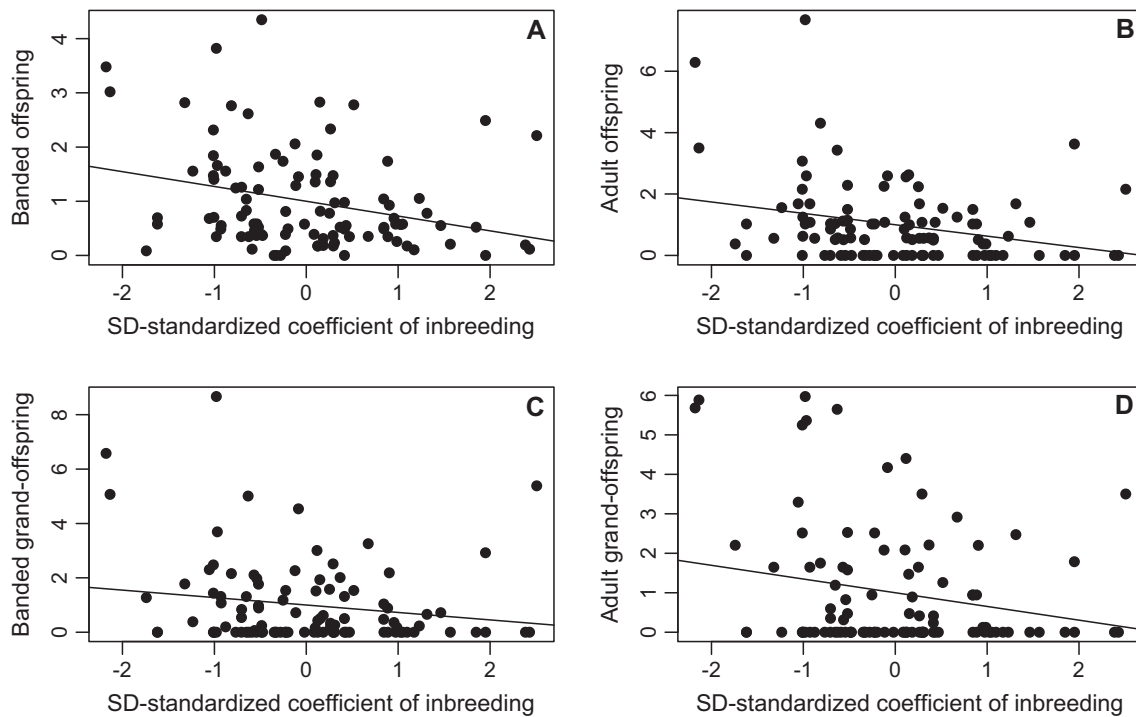 A
Banded offspring
0 1 2 3 4
-2 -1 0 1 2
SD-standardized coefficient of inbreeding
B
Adult offspring
0 2 4 6
-2 -1 0 1 2
SD-standardized coefficient of inbreeding
C
Banded grand-offspring
0 2 4 6 8
-2 -1 0 1 2
SD-standardized coefficient of inbreeding
D
Adult grand-offspring
0 1 2 3 4 5 6
-2 -1 0 1 2
SD-standardized coefficient of inbreeding